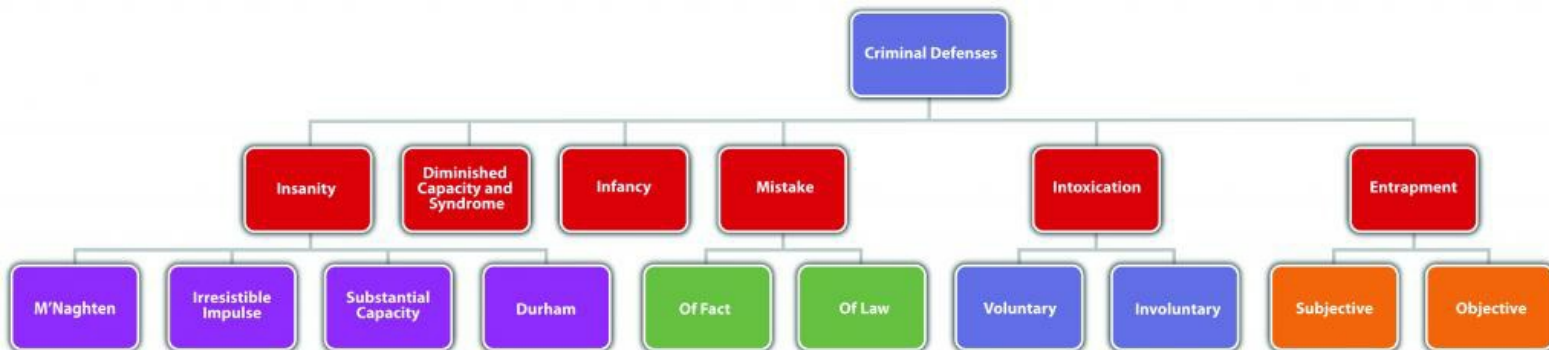 Criminal Defenses
Insanity
Diminished
Capacity and
Syndrome
Infancy
Mistake
Intoxication
Entrapment
M'Naghten
Irresistible
Impulse
Substantial
Capacity
Durham
Of Fact
Of Law
Voluntary
Involuntary
Subjective
Objective